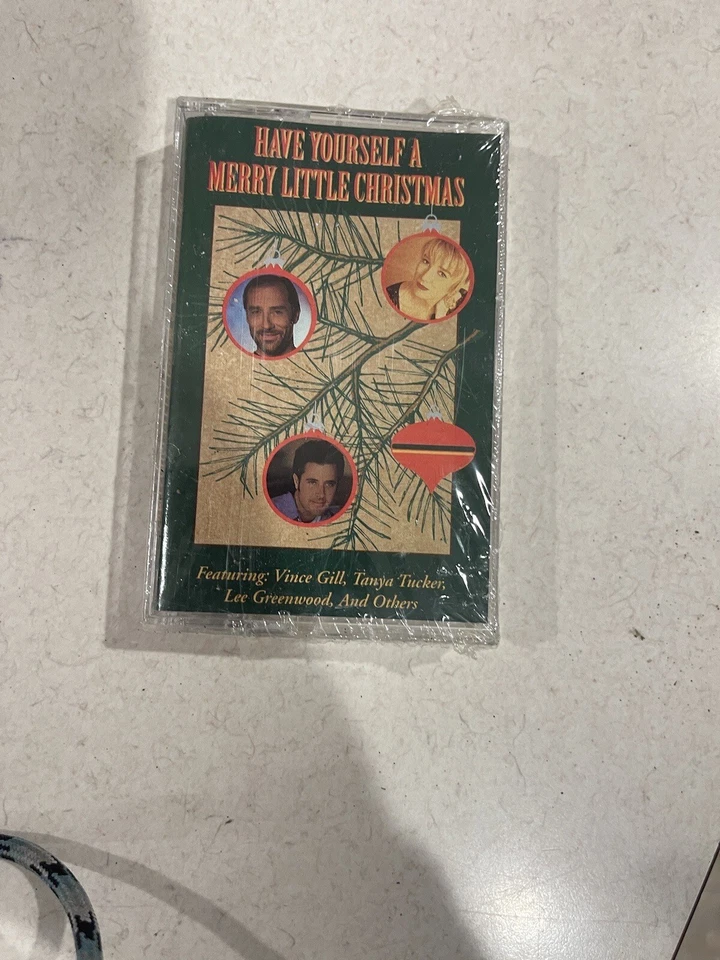 HAVE YOURSELF A
MERRY LITTLE CHRISTMAS
Featuring: Vince Gill, Tanya Tucker,
Lee Greenwood, And Others